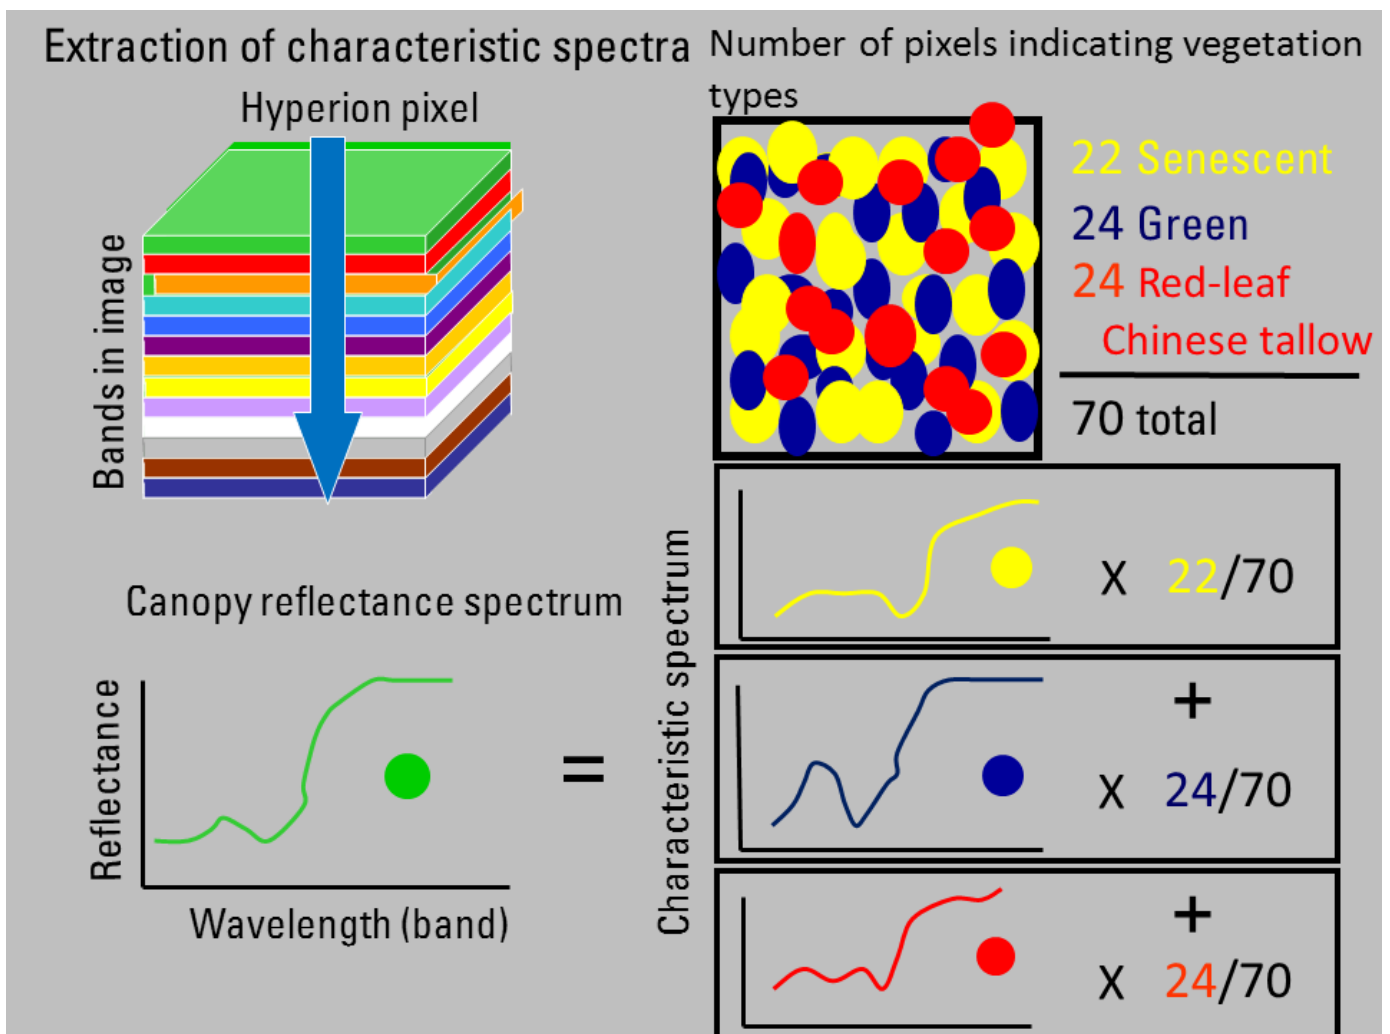 Extraction of characteristic spectra
Hyperion pixel
Bands in image
Number of pixels indicating vegetation
types
22 Senescent
24 Green
24 Red-leaf
Chinese tallow
70 total
Canopy reflectance spectrum
Reflectance
Wavelength (band)
=
Characteristic spectrum
X 22/70
+
X 24/70
+
X 24/70